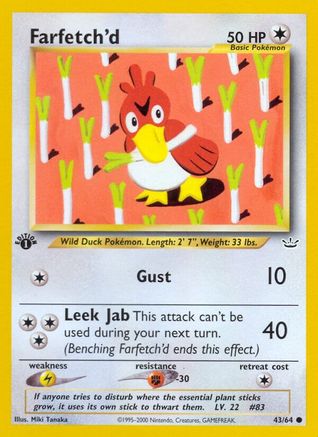 Farfetch'd
50 HP
Basic Pokémon
EDITION
1
Wild Duck Pokémon. Length: 2' 7", Weight: 33 lbs.
Gust 10
Leek Jab This attack can't be
used during your next turn.
(Benching Farfetch'd ends this effect.)
40
weakness
resistance
-30
retreat cost
If anyone tries to disturb where the essential plant sticks
grow, it uses its own stick to thwart them. LV. 22 #83
Illus. Miki Tanaka
©1995-2000 Nintendo, Creatures, GAMEFREAK.
43/64